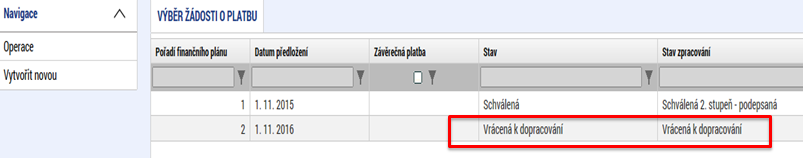 Navigace
Operace
Vytvořit novou
VÝBĚR ŽÁDOSTI O PLATBU
Pořadí finančního plánu Datum předložení Závěrečná platba Stav Stav zpracování
1 1. 11. 2015 Schválená Schválená 2. stupeň - podepsaná
2 1. 11. 2016 Vrácená k dopracování Vrácená k dopracování